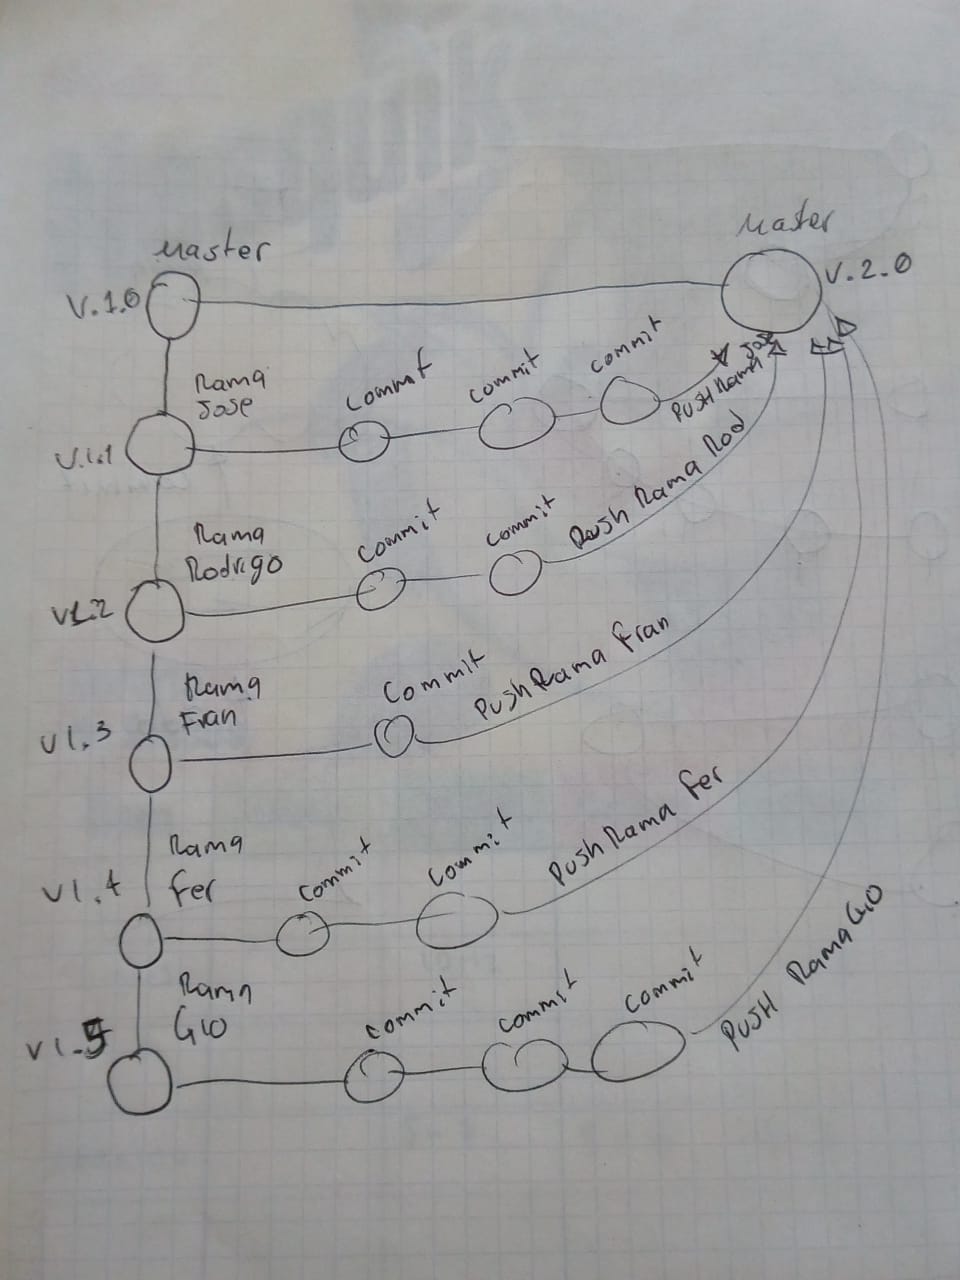 Master
Master
V.1.0
V.2.0
Rama
Jose
Commit
Commit
Commit
PUSH Rama
Jose
V.1.1
Rama
Rodrigo
Commit
Commit
Push Rama Rod
V1.2
Rama
Fran
Commit
Push Rama Fran
V1.3
Rama
Fer
Commit
Commit
Push Rama Fer
V1.4
Rama
Gio
Commit
Commit
Commit
PUSH Rama Gio
V1.5